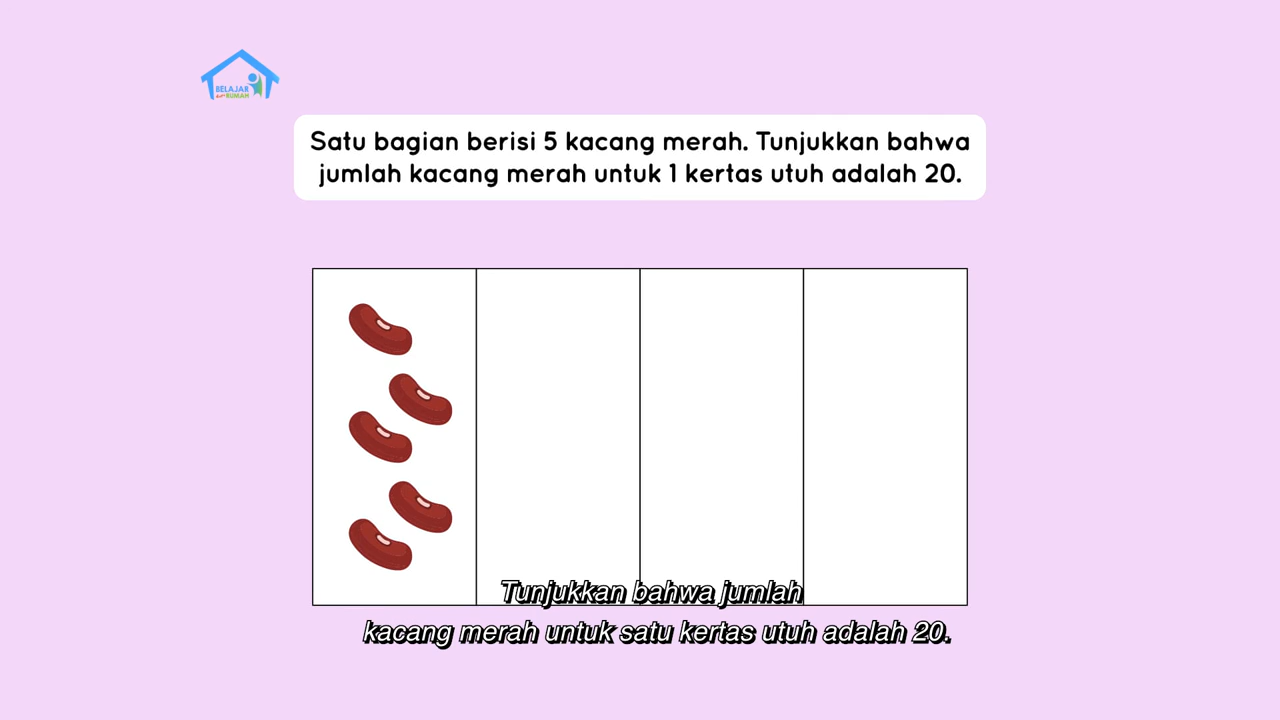 BELAJAR
dari RUMAH
Satu bagian berisi 5 kacang merah. Tunjukkan bahwa
jumlah kacang merah untuk 1 kertas utuh adalah 20.
Tunjukkan bahwa jumlah
kacang merah untuk satu kertas utuh adalah 20.